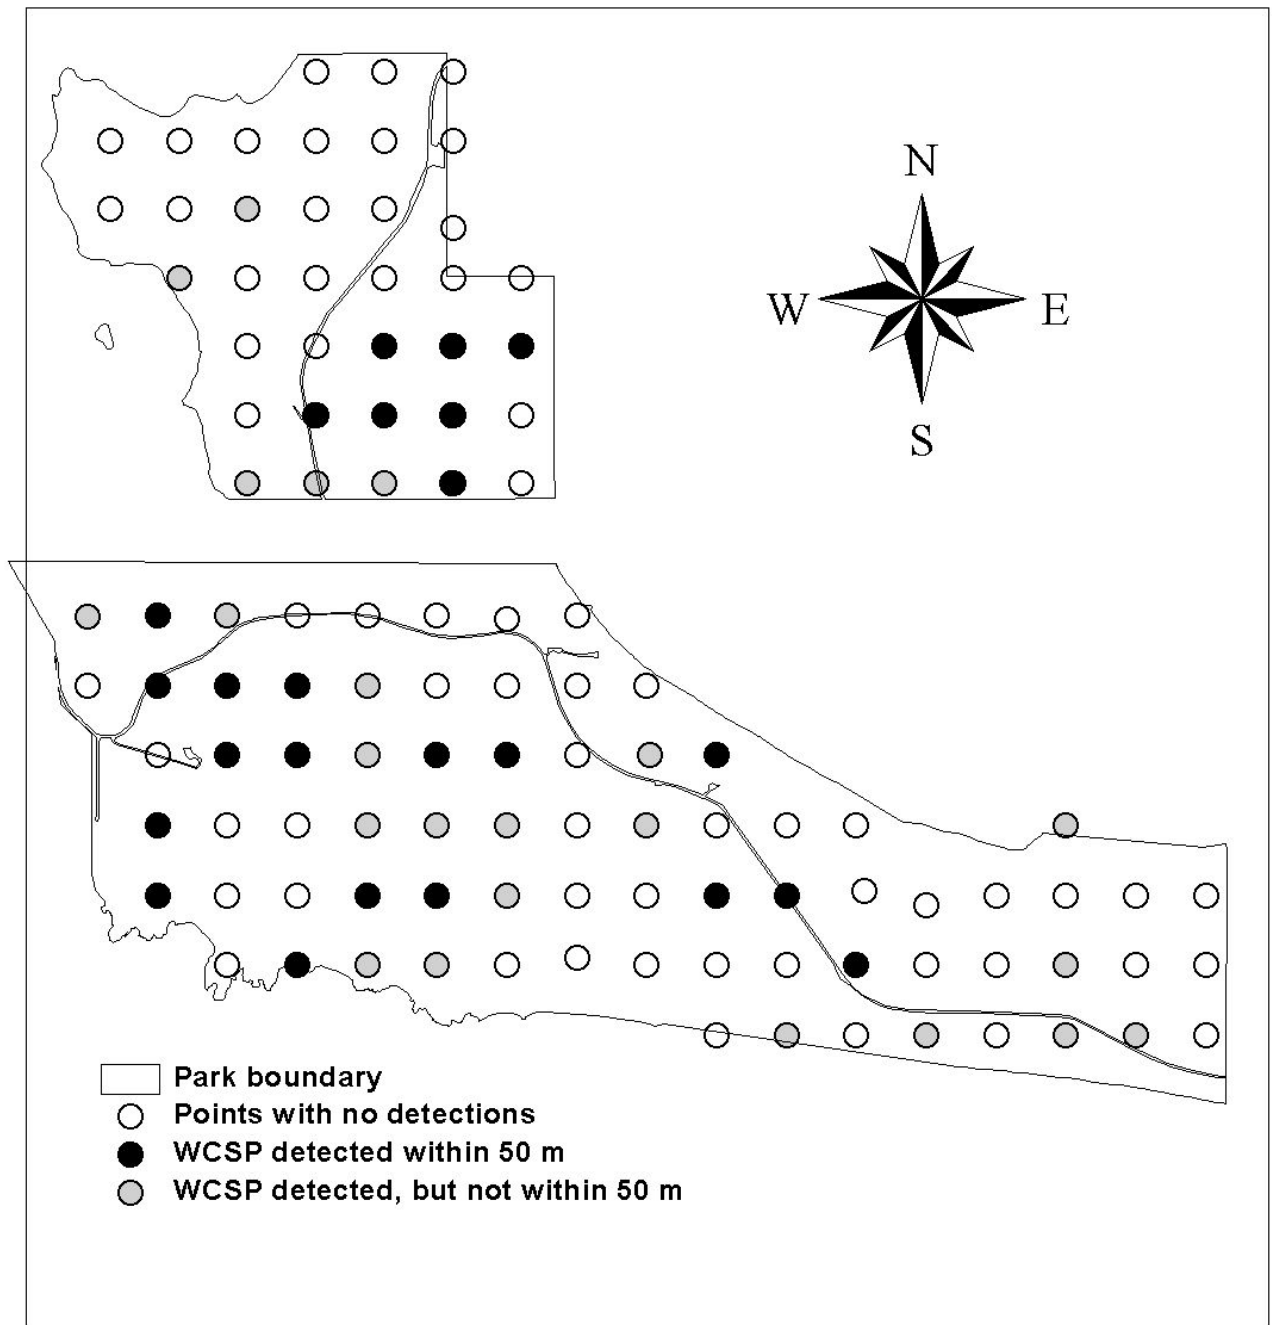 N
W E
S
Park boundary
Points with no detections
WCSP detected within 50 m
WCSP detected, but not within 50 m